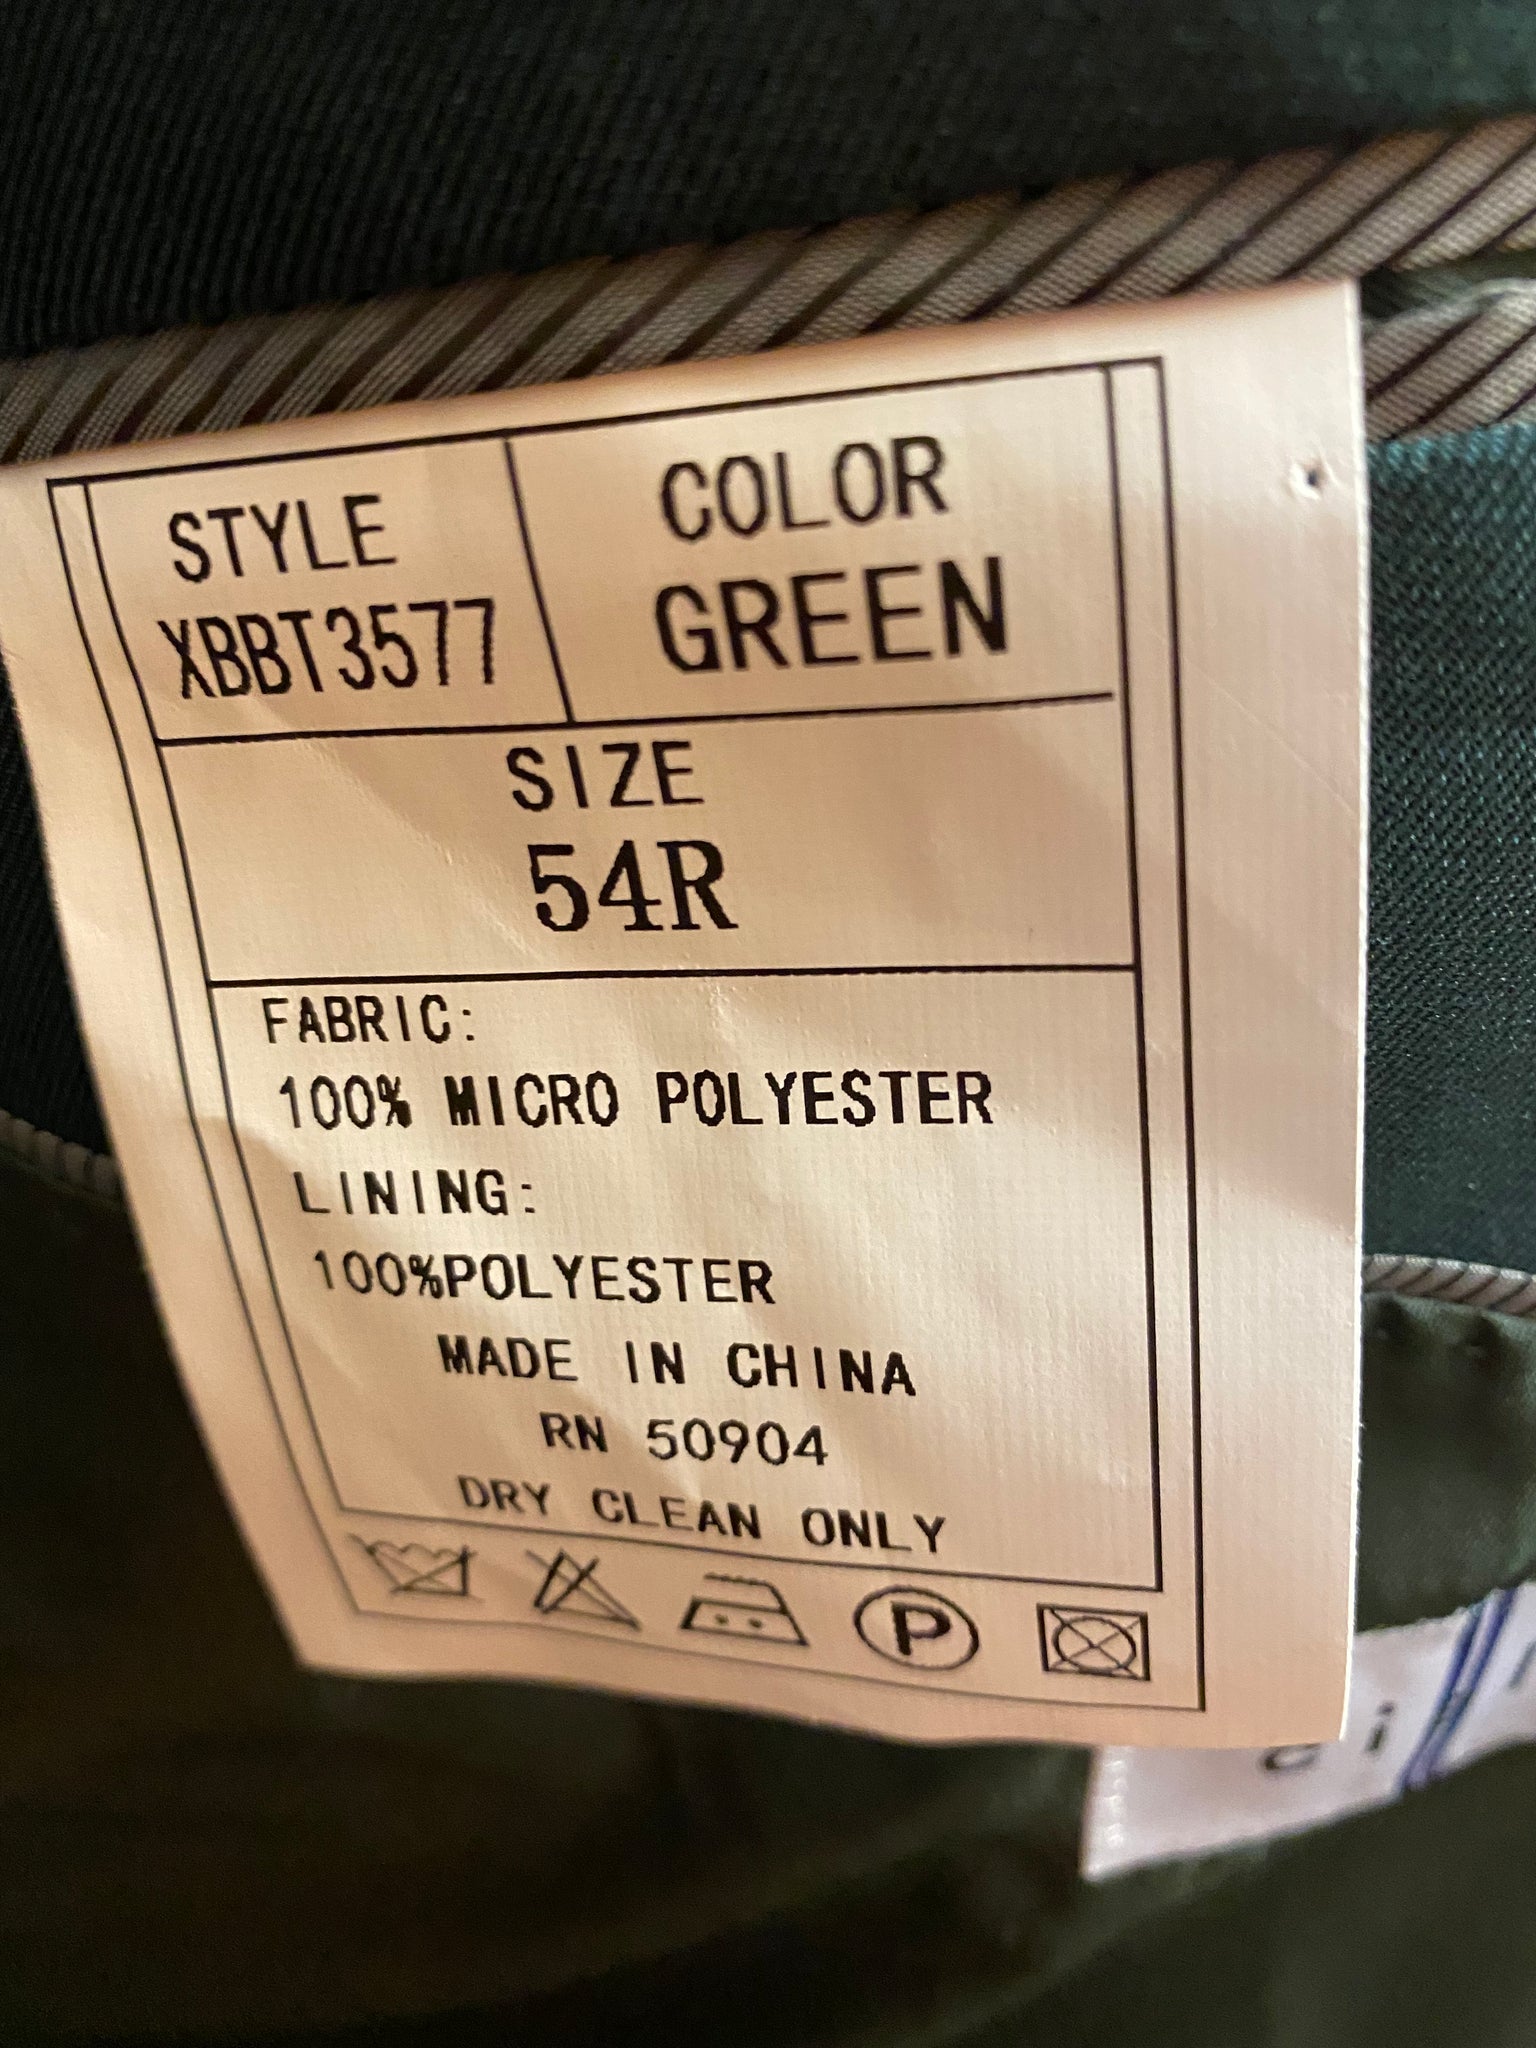 STYLE
XBBT3577
COLOR
GREEN
SIZE
54R
FABRIC:
100% MICRO POLYESTER
LINING:
100%POLYESTER
MADE IN CHINA
RN 50904
DRY CLEAN ONLY
P
ci